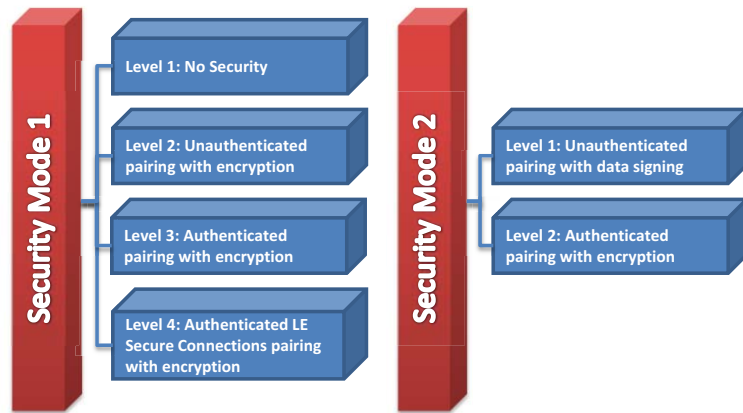 Security Mode 1
Level 1: No Security
Level 2: Unauthenticated
pairing with encryption
Level 3: Authenticated
pairing with encryption
Level 4: Authenticated LE
Secure Connections pairing
with encryption
Security Mode 2
Level 1: Unauthenticated
pairing with data signing
Level 2: Authenticated
pairing with encryption